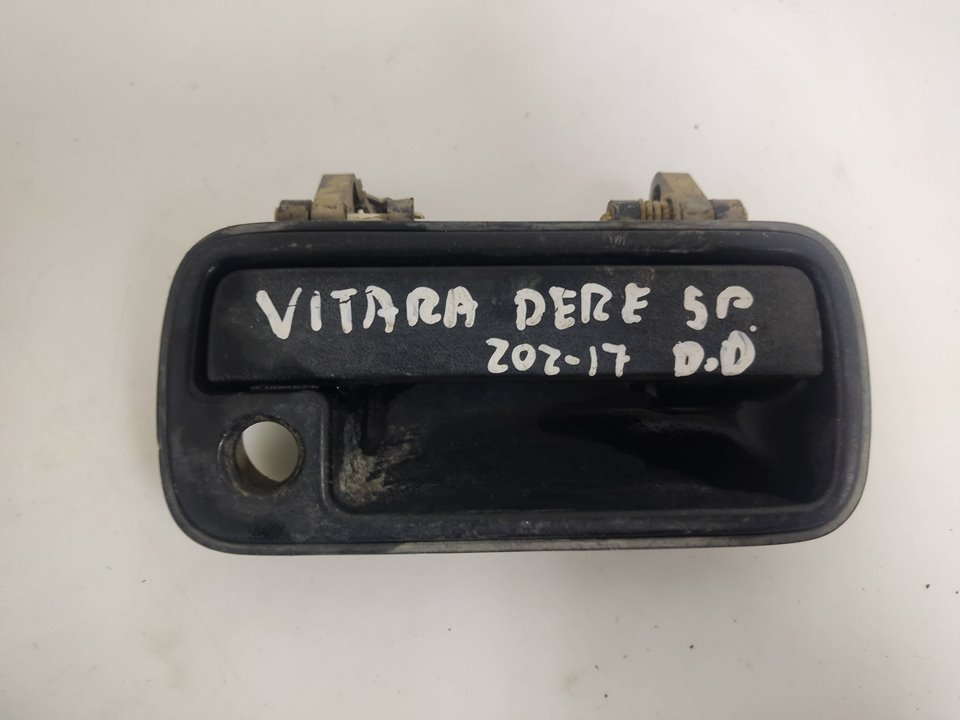 VITARA DERE 5P.
202-17 D.D